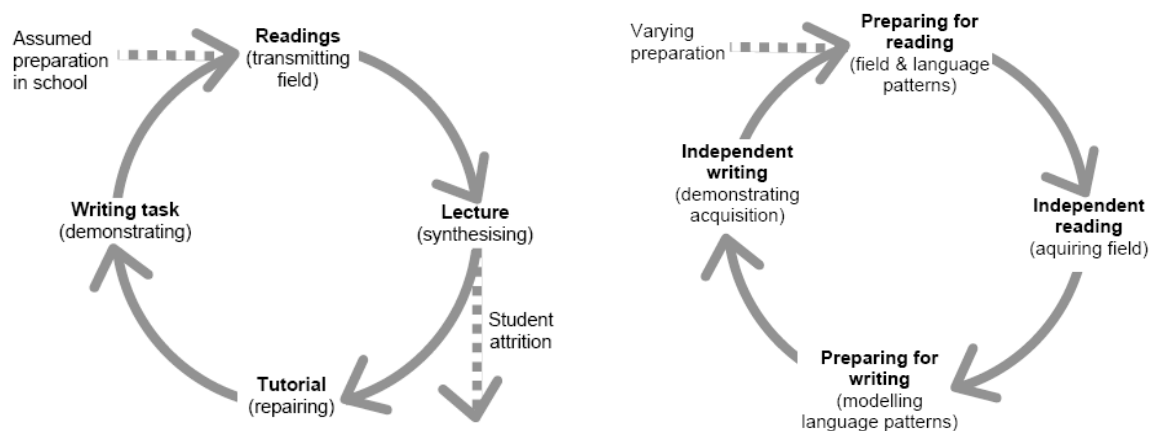 Assumed
preparation
in school
Readings
(transmitting
field)
Lecture
(synthesising)
Student
attrition
Tutorial
(repairing)
Writing task
(demonstrating)
Varying
preparation
Preparing for
reading
(field & language
patterns)
Independent
reading
(aquiring field)
Preparing for
writing
(modelling
language patterns)
Independent
writing
(demonstrating
acquisition)